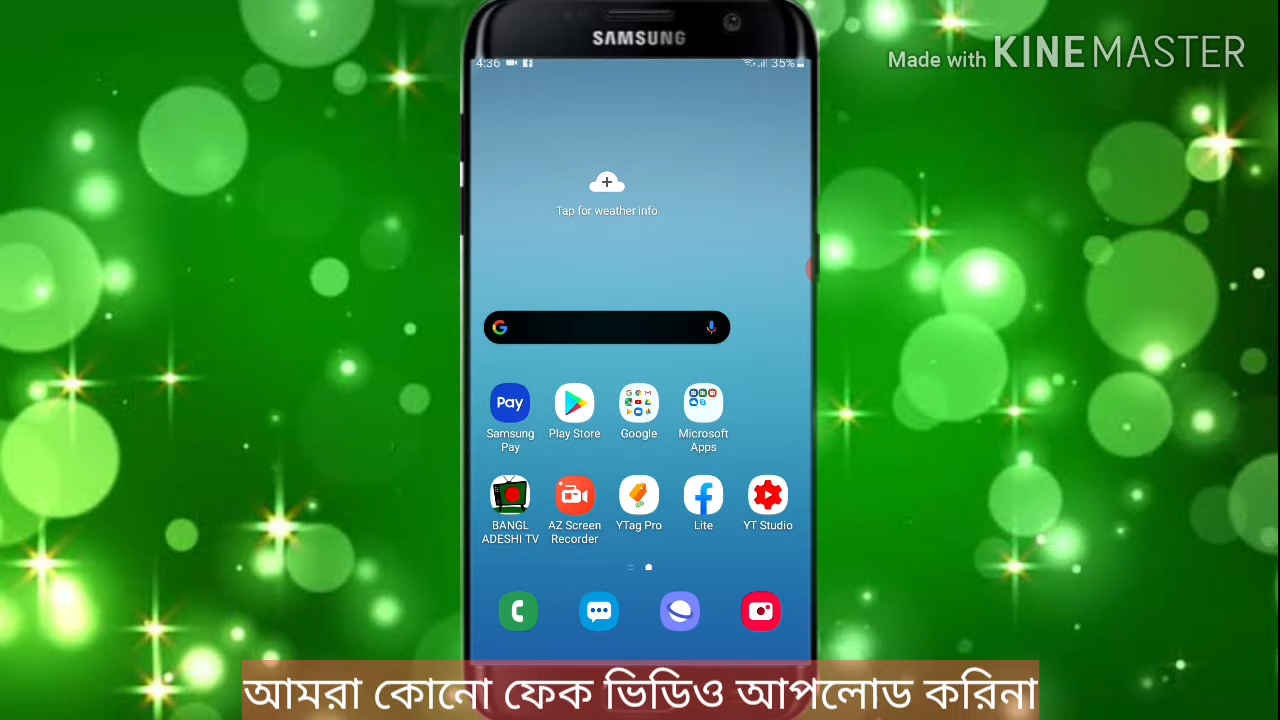 SAMSUNG
Made with KINEMASTER
4:36
35%
Tap for weather info
Pay
Samsung
Pay
Play Store
Google
Microsoft
Apps
BANGL
ADESHI TV
AZ Screen
Recorder
YTag Pro
Lite
YT Studio
আমরা কোনো ফেক ভিডিও আপলোড করিনা